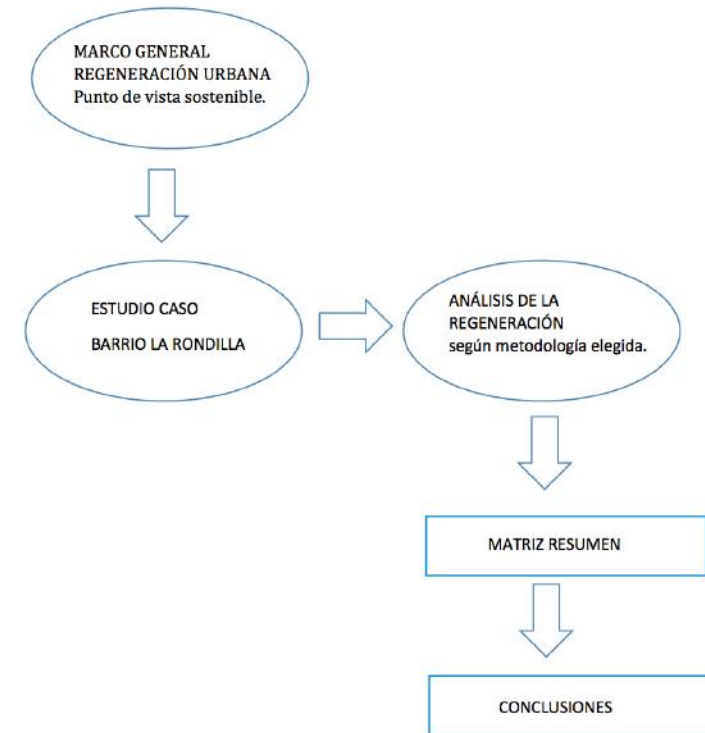 MARCO GENERAL
REGENERACIÓN URBANA
Punto de vista sostenible.
ESTUDIO CASO
BARRIO LA RONDILLA
ANÁLISIS DE LA
REGENERACIÓN
según metodología elegida.
MATRIZ RESUMEN
CONCLUSIONES